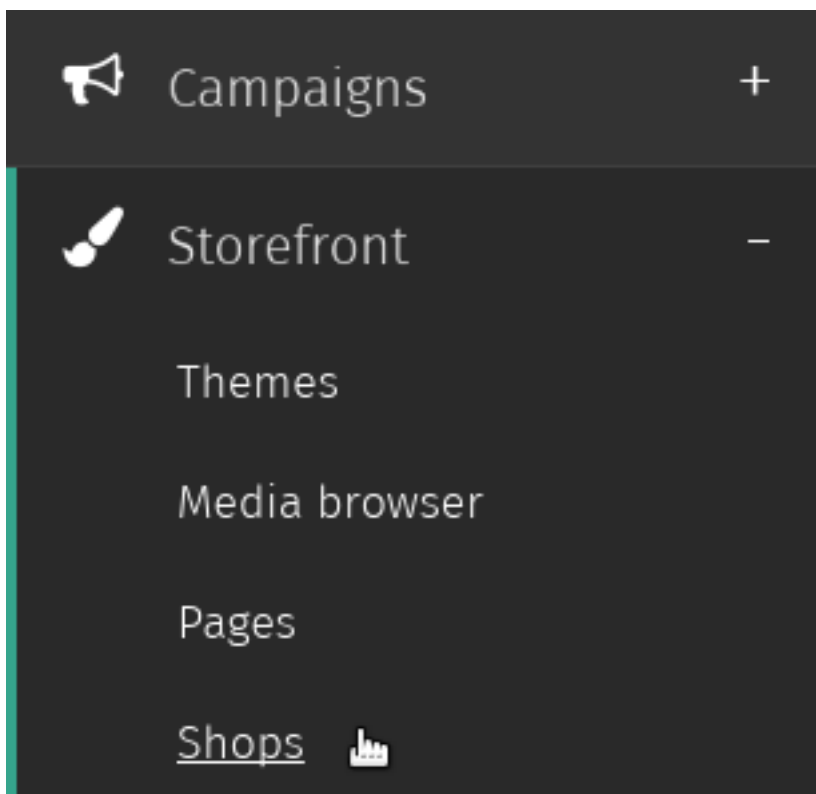 Campaigns +
Storefront −
Themes
Media browser
Pages
Shops